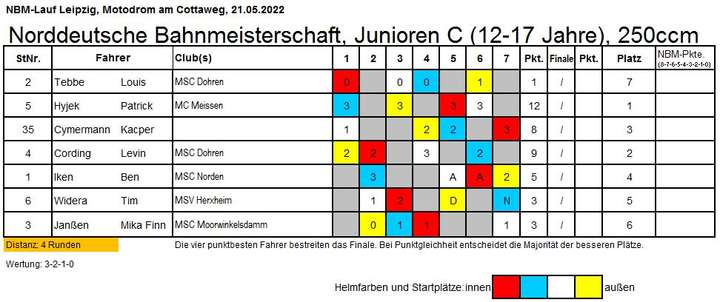 NBM-Lauf Leipzig, Motodrom am Cottaweg, 21.05.2022
Norddeutsche Bahnmeisterschaft, Junioren C (12-17 Jahre), 250ccm
StNr. Fahrer Club(s) 1 2 3 4 5 6 7 Pkt. Finale Pkt. Platz NBM-Pkte. (8-7-6-5-4-3-2-1-0)
2 Tebbe Louis MSC Dohren 0 0 0 1 1 / 7
5 Hyjek Patrick MC Meissen 3 3 3 3 12 / 1
35 Cymermann Kacper 1 2 2 3 8 / 3
4 Cording Levin MSC Dohren 2 2 3 2 9 / 2
1 Iken Ben MSC Norden 3 A A 2 5 / 4
6 Widera Tim MSV Herxheim 1 2 D N 3 / 5
3 Janßen Mika Finn MSC Moorwinkelsdamm 0 1 1 1 3 / 6
Distanz: 4 Runden Die vier punktbesten Fahrer bestreiten das Finale. Bei Punktgleichheit entscheidet die Majorität der besseren Plätze.
Wertung: 3-2-1-0
Helmfarben und Startplätze: innen außen